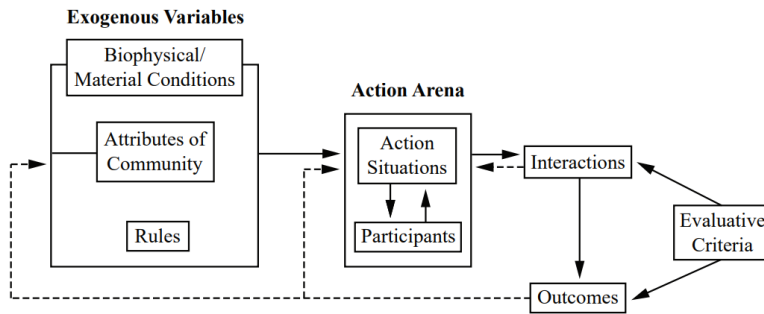 Exogenous Variables
Biophysical/
Material Conditions
Attributes of
Community
Rules
Action Arena
Action
Situations
Participants
Interactions
Outcomes
Evaluative
Criteria